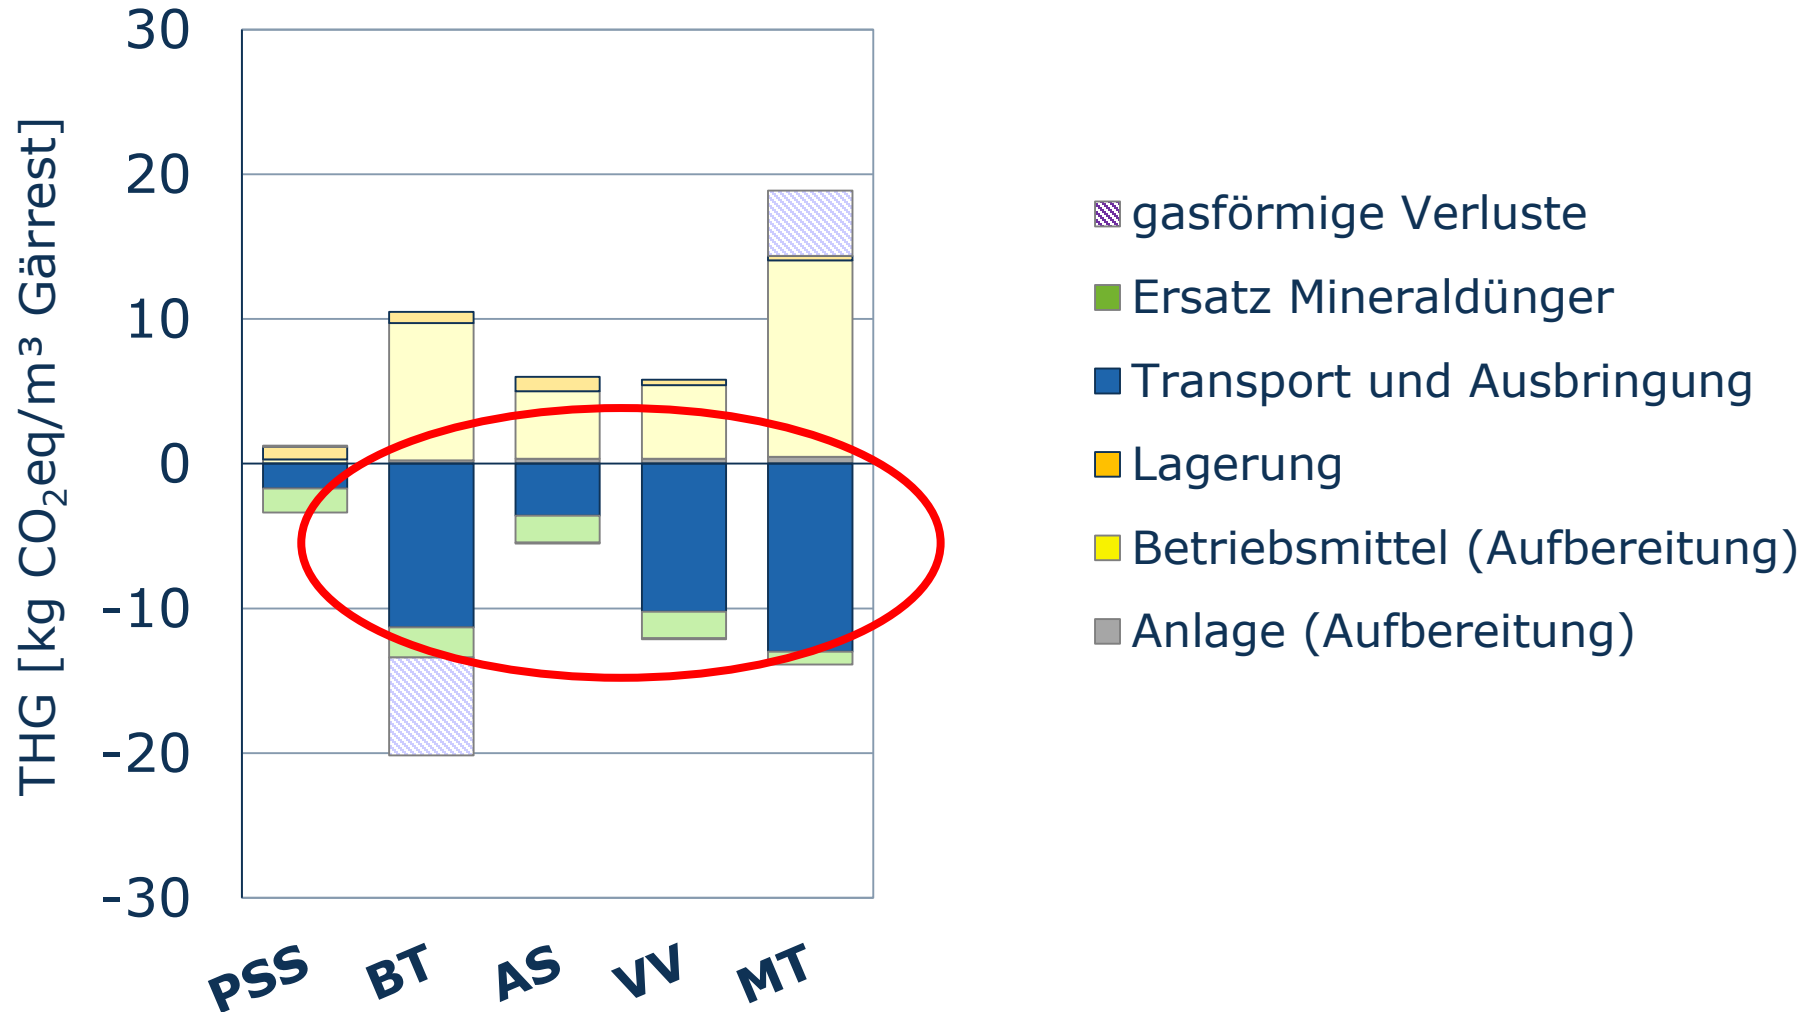 THG [kg CO₂eq/m³ Gärrest]
30
20
10
0
-10
-20
-30
PSS
BT
AS
VV
MT
gasförmige Verluste
Ersatz Mineraldünger
Transport und Ausbringung
Lagerung
Betriebsmittel (Aufbereitung)
Anlage (Aufbereitung)